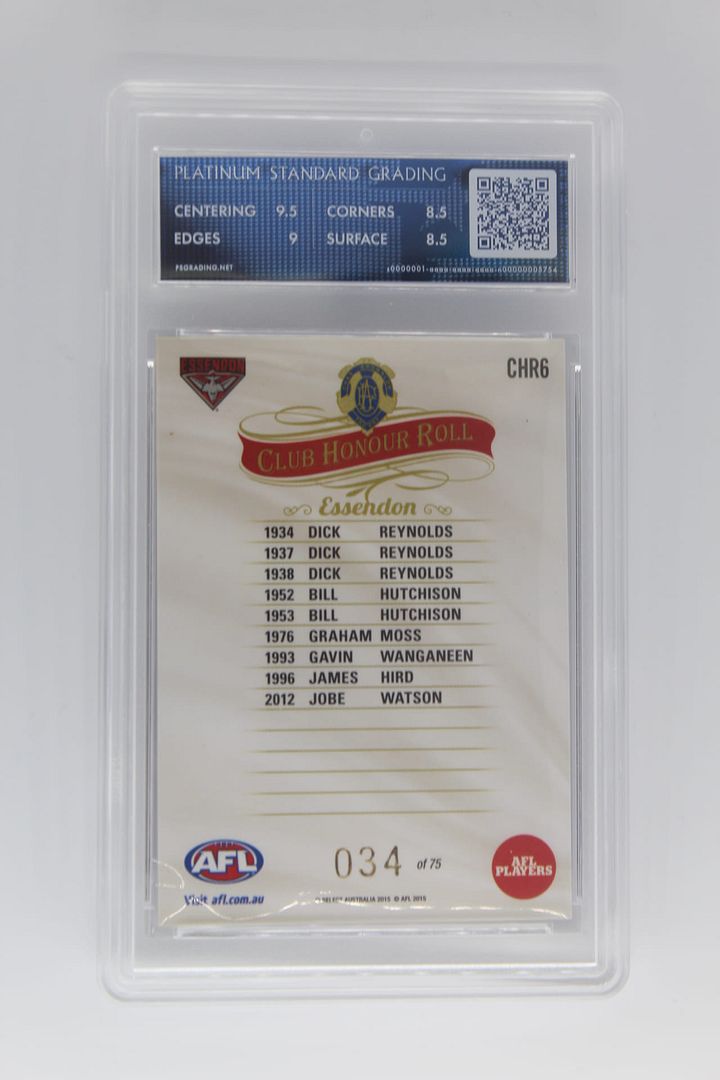 PLATINUM STANDARD GRADING
CENTERING 9.5 CORNERS 8.5
EDGES 9 SURFACE 8.5
PSGRADING.NET
ESSENDON
CHR6
CLUB HONOUR ROLL
Essendon
1934 DICK REYNOLDS
1937 DICK REYNOLDS
1938 DICK REYNOLDS
1952 BILL HUTCHISON
1953 BILL HUTCHISON
1976 GRAHAM MOSS
1993 GAVIN WANGANEEN
1996 JAMES HIRD
2012 JOBE WATSON
AFL
034 of 75
AFL PLAYERS
Visit afl.com.au
© SELECT AUSTRALIA 2015 © AFL 2015